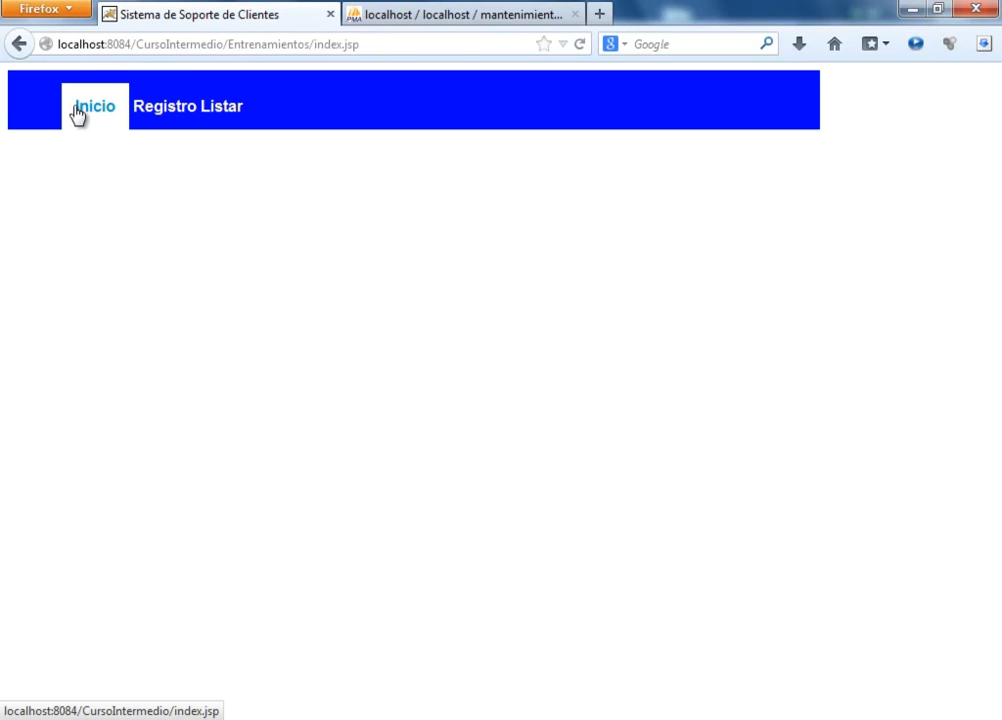 Firefox
Sistema de Soporte de Clientes
localhost / localhost / mantenimient...
localhost:8084/CursoIntermedio/Entrenamientos/index.jsp
8
Google
Inicio
Registro Listar
localhost:8084/CursoIntermedio/index.jsp